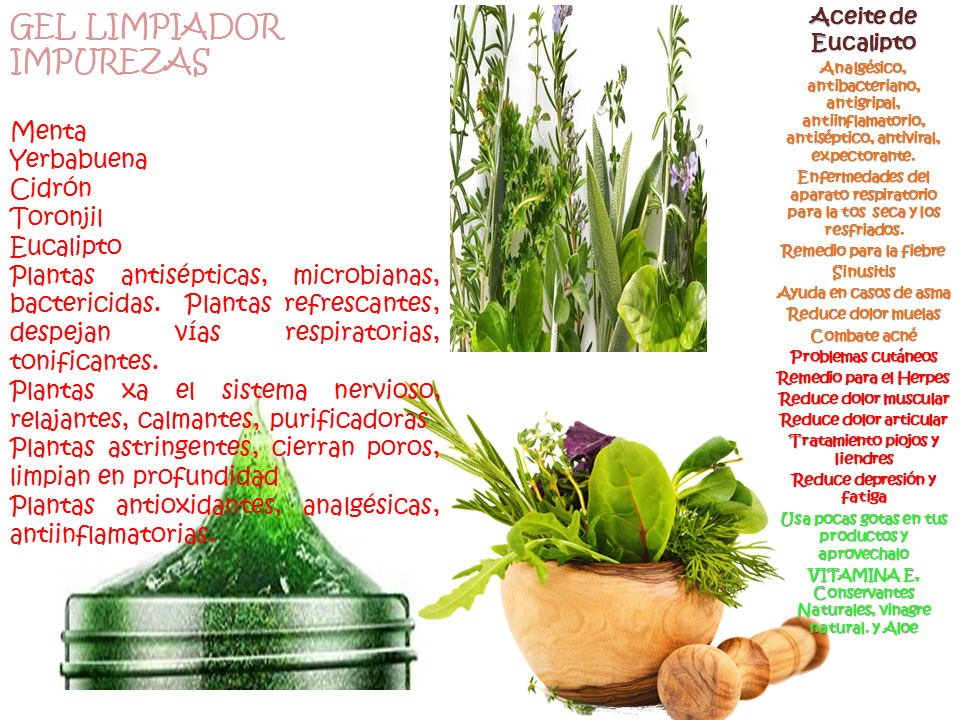 GEL LIMPIADOR
IMPUREZAS
Menta
Yerbabuena
Cidrón
Toronjil
Eucalipto
Plantas antisépticas, microbianas,
bactericidas. Plantas refrescantes,
despejan vías respiratorias,
tonificantes.
Plantas xa el sistema nervioso,
relajantes, calmantes, purificadoras
Plantas astringentes, cierran poros,
limpian en profundidad
Plantas antioxidantes, analgésicas,
antiinflamatorias.
Aceite de
Eucalipto
Analgésico,
antibacteriano,
antigripal,
antiinflamatorio,
antiséptico, antiviral,
expectorante.
Enfermedades del
aparato respiratorio
para la tos seca y los
resfriados.
Remedio para la fiebre
Sinusitis
Ayuda en casos de asma
Reduce dolor muelas
Combate acné
Problemas cutáneos
Remedio para el Herpes
Reduce dolor muscular
Reduce dolor articular
Tratamiento piojos y
liendres
Reduce depresión y
fatiga
Usa pocas gotas en tus
productos y
aprovechalo
VITAMINA E,
Conservantes
Naturales, vinagre
natural. y Aloe